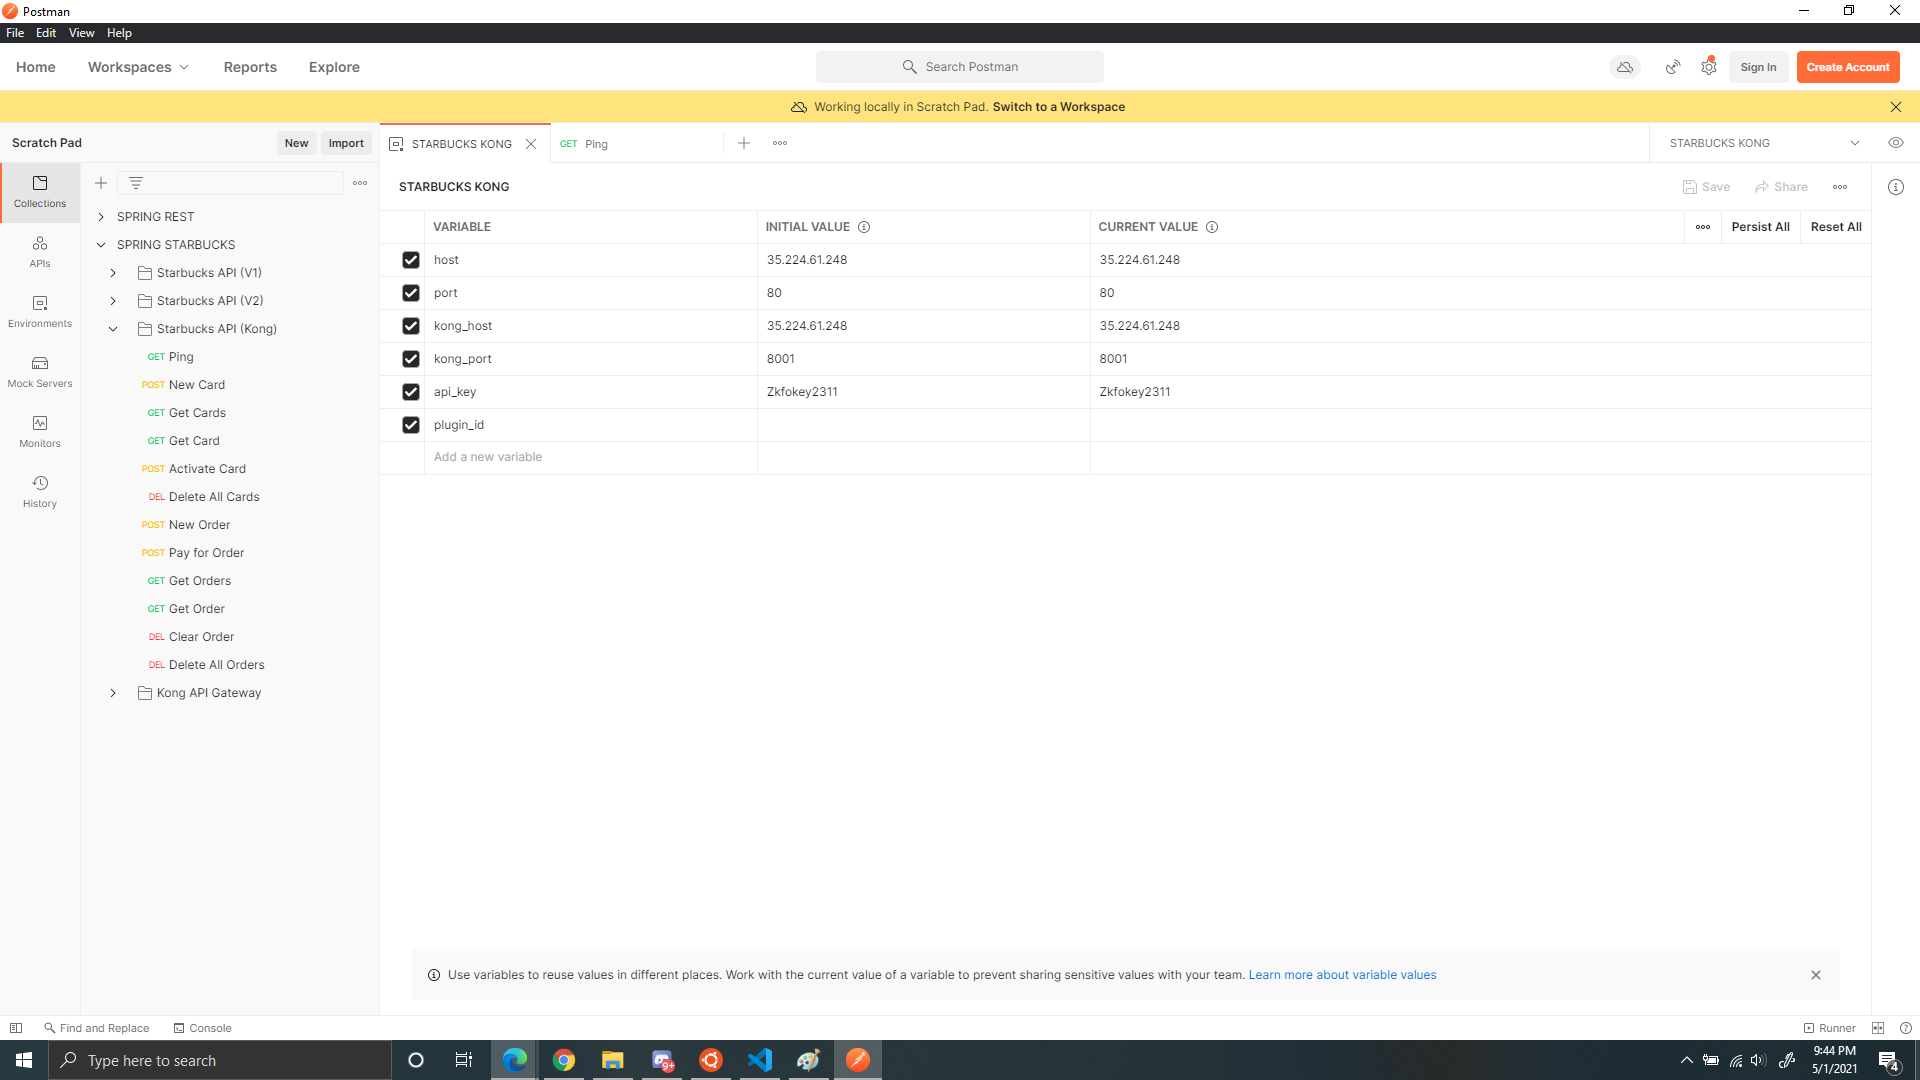 Postman
File Edit View Help
Home Workspaces Reports Explore
Search Postman
Sign In
Create Account
Working locally in Scratch Pad. Switch to a Workspace
Scratch Pad
New
Import
STARBUCKS KONG
GET Ping
STARBUCKS KONG
Collections
APIs
Environments
Mock Servers
Monitors
History
SPRING REST
SPRING STARBUCKS
Starbucks API (V1)
Starbucks API (V2)
Starbucks API (Kong)
GET Ping
POST New Card
GET Get Cards
GET Get Card
POST Activate Card
DEL Delete All Cards
POST New Order
POST Pay for Order
GET Get Orders
GET Get Order
DEL Clear Order
DEL Delete All Orders
Kong API Gateway
STARBUCKS KONG
Save
Share
VARIABLE INITIAL VALUE CURRENT VALUE Persist All Reset All
host 35.224.61.248 35.224.61.248
port 80 80
kong_host 35.224.61.248 35.224.61.248
kong_port 8001 8001
api_key Zkfokey2311 Zkfokey2311
plugin_id
Add a new variable
Use variables to reuse values in different places. Work with the current value of a variable to prevent sharing sensitive values with your team. Learn more about variable values
Find and Replace
Console
Runner
Type here to search
9+
9:44 PM
5/1/2021
4